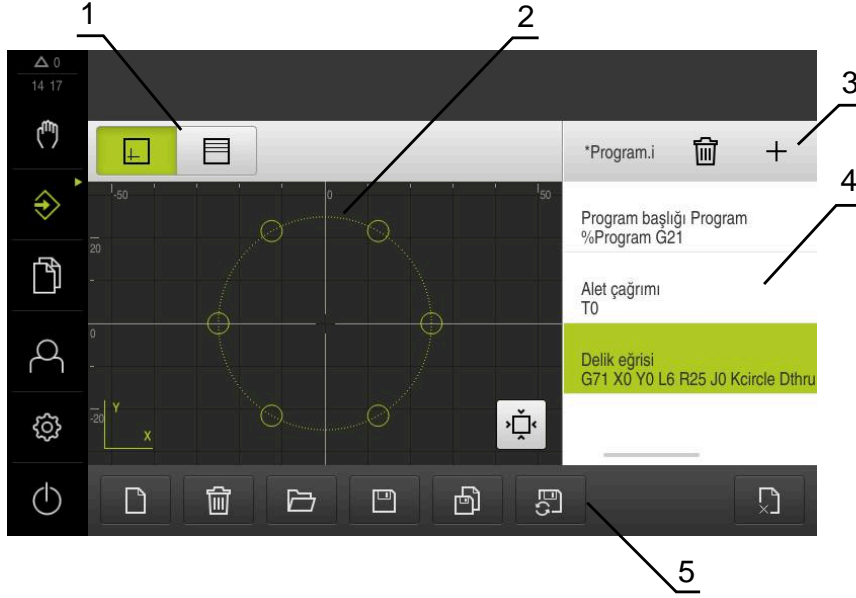 1
2
0
14 17
3
*Program.i
4
-50
0
50
Program başlığı Program
%Program G21
20
Alet çağrımı
T0
0
Delik eğrisi
G71 X0 Y0 L6 R25 J0 Kcircle Dthru
-20
Y
X
5